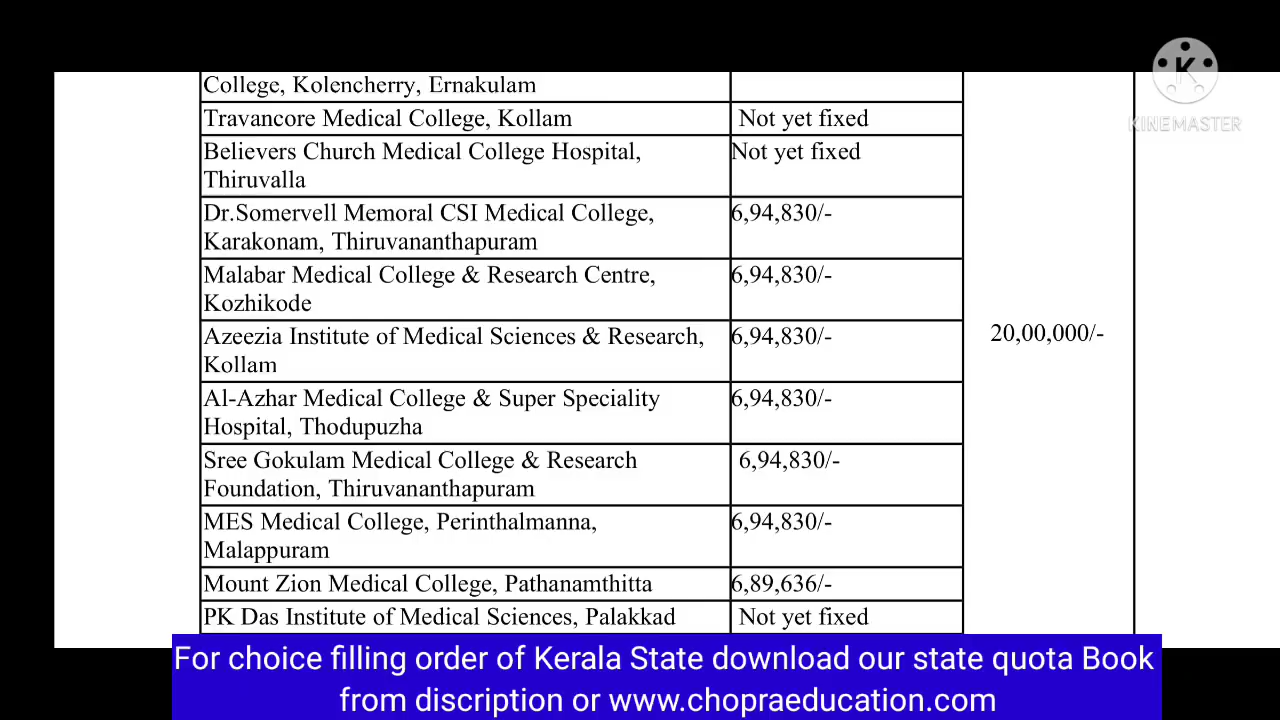 College, Kolencherry, Ernakulam
Travancore Medical College, Kollam Not yet fixed
Believers Church Medical College Hospital, Not yet fixed
Thiruvalla
Dr.Somervell Memoral CSI Medical College, 6,94,830/-
Karakonam, Thiruvananthapuram
Malabar Medical College & Research Centre, 6,94,830/-
Kozhikode
Azeezia Institute of Medical Sciences & Research, 6,94,830/-
Kollam
20,00,000/-
Al-Azhar Medical College & Super Speciality 6,94,830/-
Hospital, Thodupuzha
Sree Gokulam Medical College & Research 6,94,830/-
Foundation, Thiruvananthapuram
MES Medical College, Perinthalmanna, 6,94,830/-
Malappuram
Mount Zion Medical College, Pathanamthitta 6,89,636/-
PK Das Institute of Medical Sciences, Palakkad Not yet fixed
K
KINEMASTER
For choice filling order of Kerala State download our state quota Book
from discription or www.chopraeducation.com